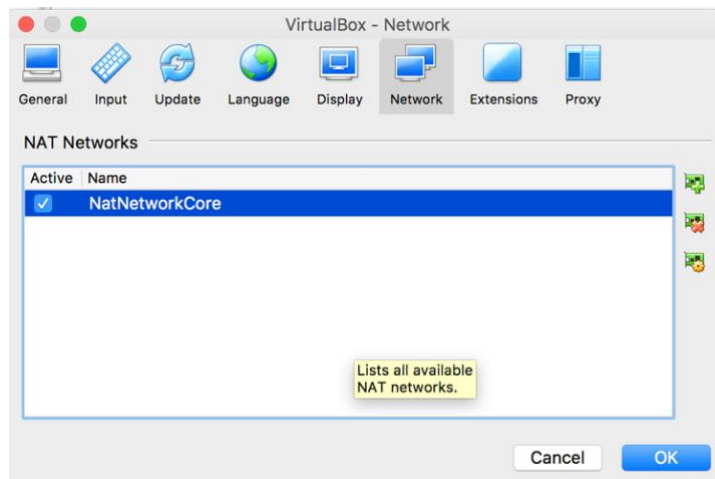 VirtualBox - Network
General Input Update Language Display Network Extensions Proxy
NAT Networks
Active Name
NatNetworkCore
Lists all available
NAT networks.
Cancel OK